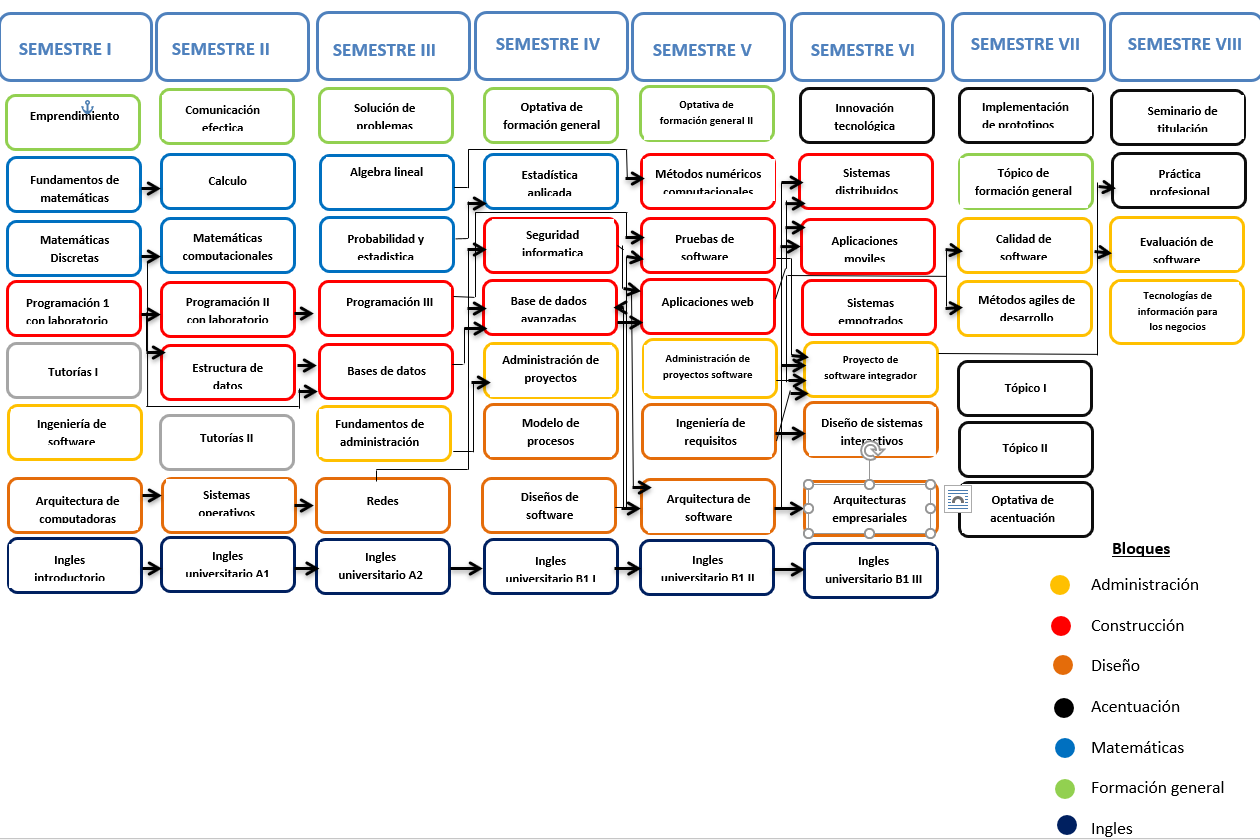 SEMESTRE I
SEMESTRE II
SEMESTRE III
SEMESTRE IV
SEMESTRE V
SEMESTRE VI
SEMESTRE VII
SEMESTRE VIII
Emprendimiento
Fundamentos de
matemáticas
Matemáticas
Discretas
Programación 1
con laboratorio
Tutorías I
Ingeniería de
software
Arquitectura de
computadoras
Ingles
introductorio
Comunicación
efectica
Calculo
Matemáticas
computacionales
Programación II
con laboratorio
Estructura de
datos
Tutorías II
Sistemas
operativos
Ingles
universitario A1
Solución de
problemas
Algebra lineal
Probabilidad y
estadistica
Programación III
Bases de datos
Fundamentos de
administración
Redes
Ingles
universitario A2
Optativa de
formación general
Estadística
aplicada
Seguridad
informatica
Base de dados
avanzadas
Administración de
proyectos
Modelo de
procesos
Diseños de
software
Ingles
universitario B1 I
Optativa de
formación general II
Métodos numéricos
computacionales
Pruebas de
software
Aplicaciones web
Administración de
proyectos software
Ingeniería de
requisitos
Arquitectura de
software
Ingles
universitario B1 II
Innovación
tecnológica
Sistemas
distribuidos
Aplicaciones
moviles
Sistemas
empotrados
Proyecto de
software integrador
Diseño de sistemas
interactivos
Arquitecturas
empresariales
Ingles
universitario B1 III
Implementación
de prototipos
Tópico de
formación general
Calidad de
software
Métodos agiles de
desarrollo
Tópico I
Tópico II
Optativa de
acentuación
Seminario de
titulación
Práctica
profesional
Evaluación de
software
Tecnologías de
información para
los negocios
Bloques
Administración
Construcción
Diseño
Acentuación
Matemáticas
Formación general
Ingles